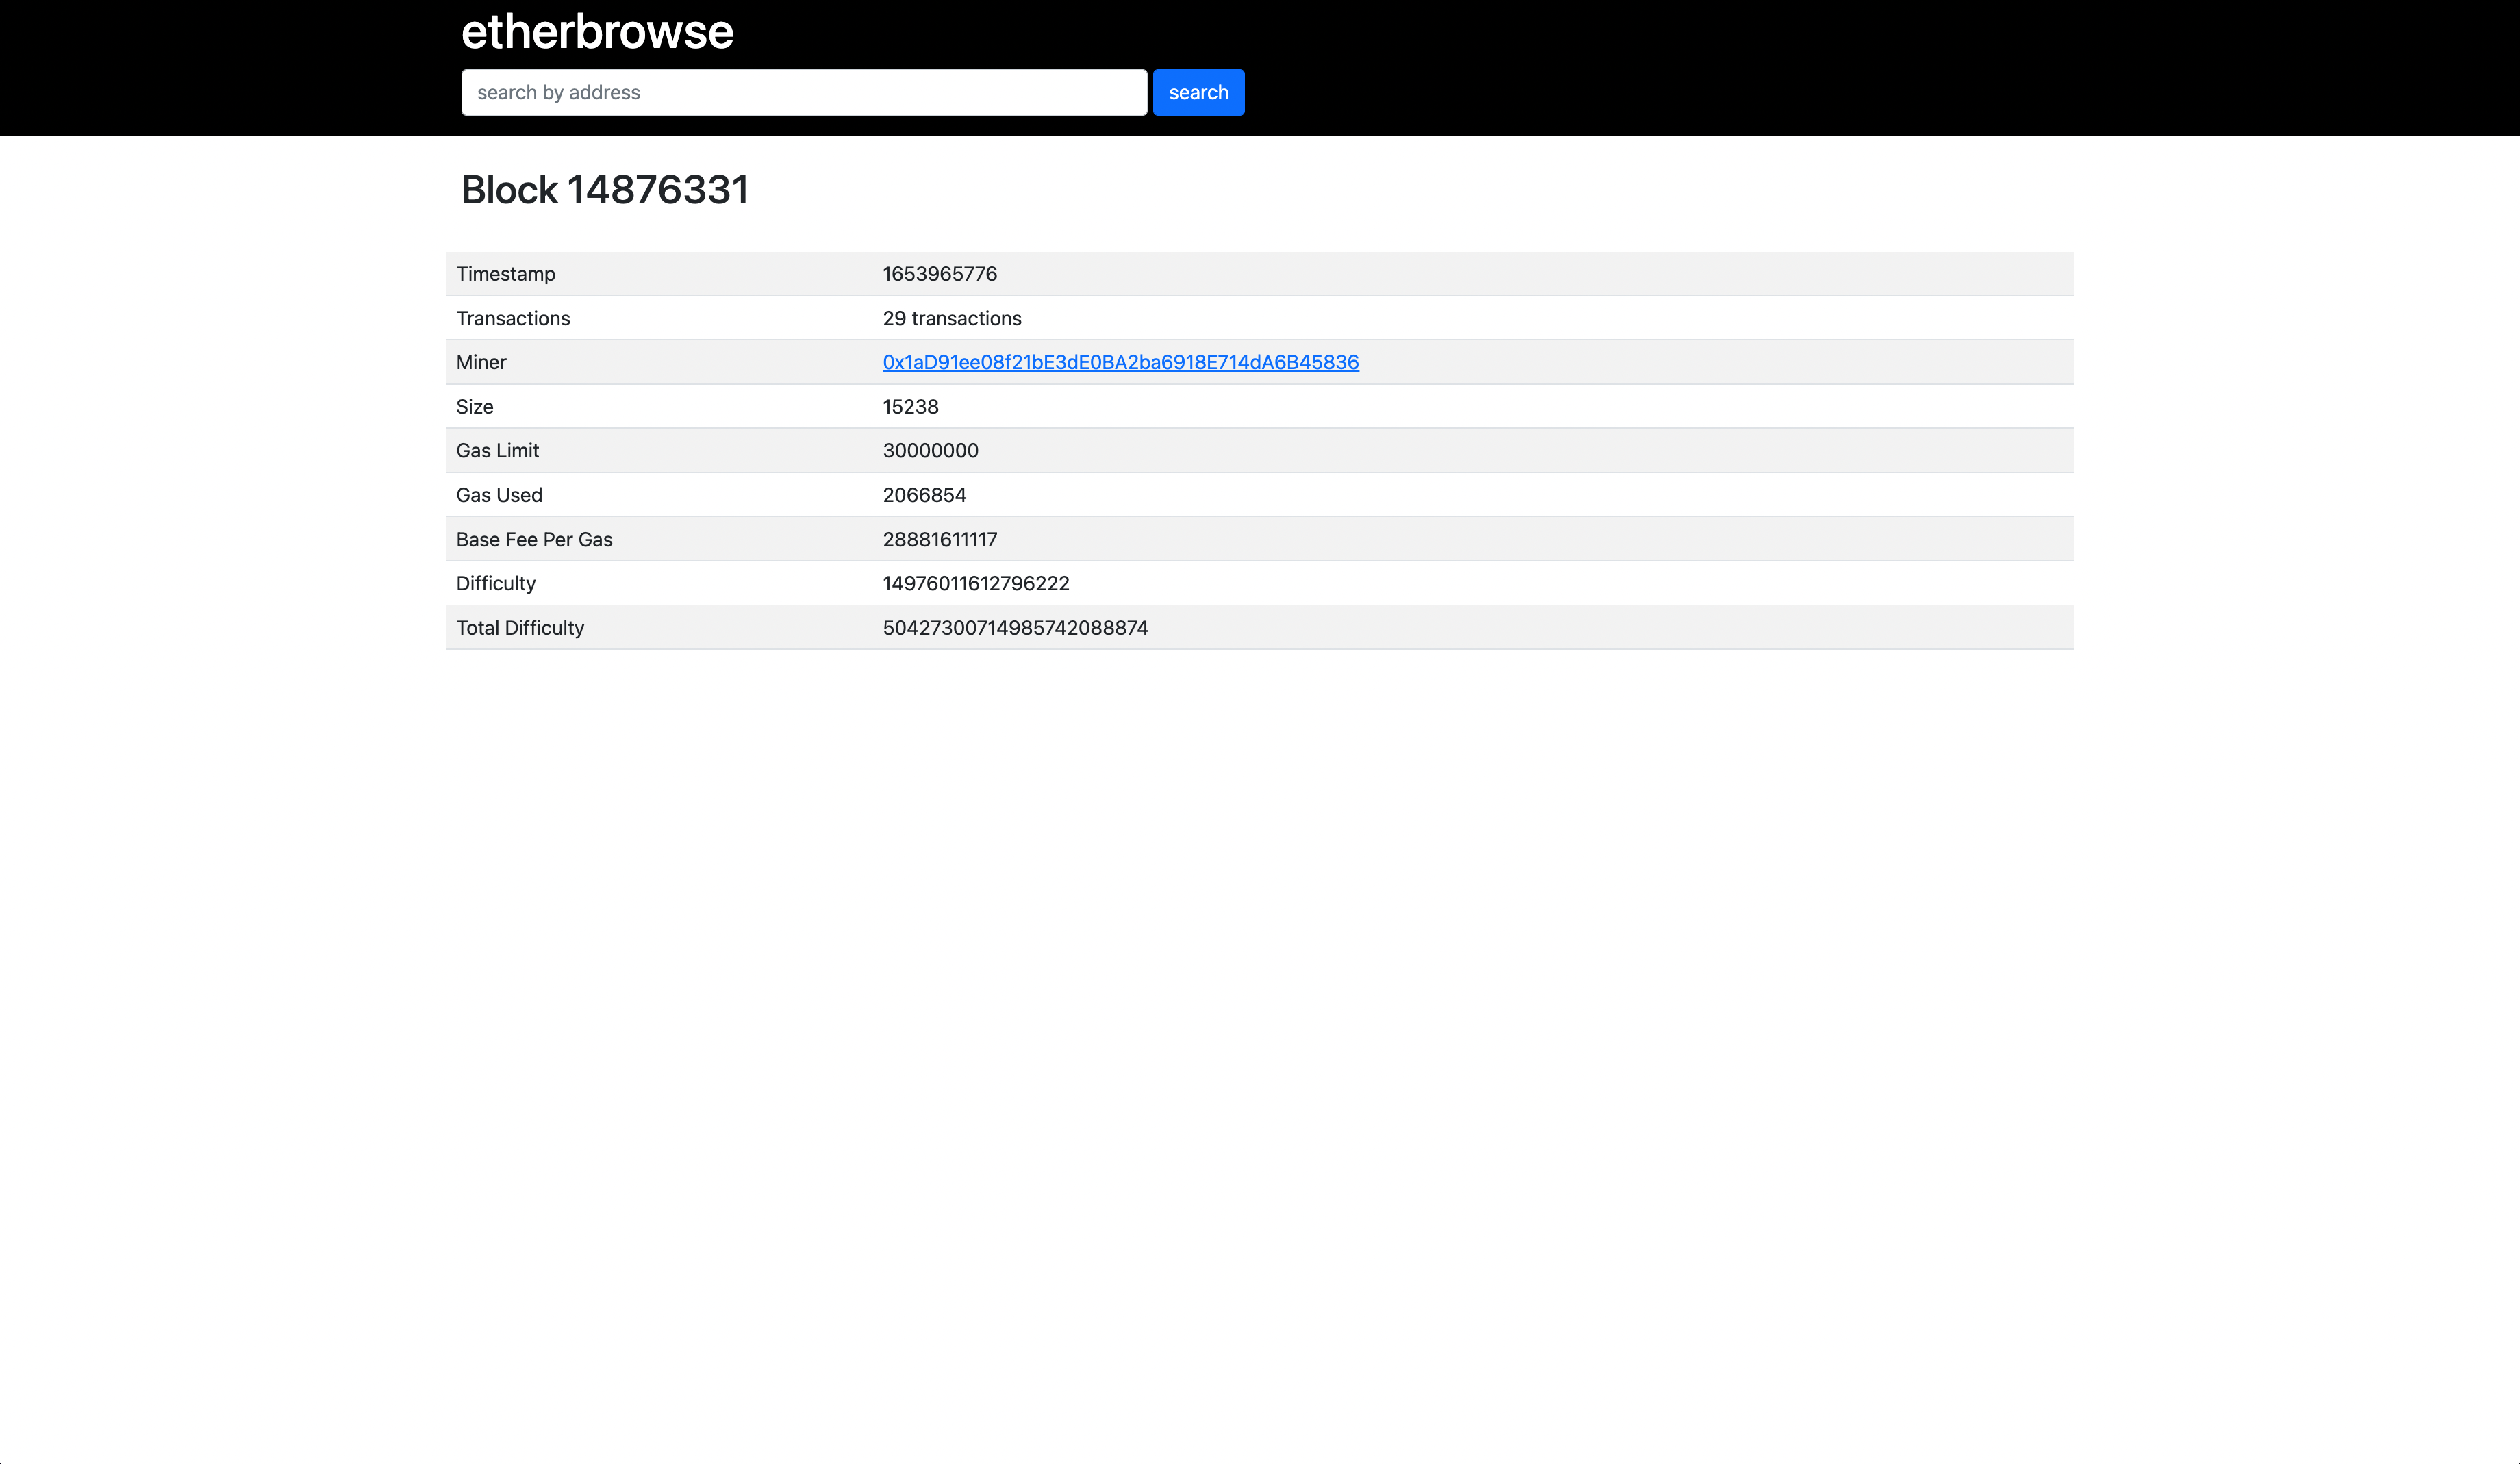 etherbrowse
search by address search
Block 14876331
Timestamp 1653965776
Transactions 29 transactions
Miner 0x1aD91ee08f21bE3dE0BA2ba6918E714dA6B45836
Size 15238
Gas Limit 30000000
Gas Used 2066854
Base Fee Per Gas 28881611117
Difficulty 14976011612796222
Total Difficulty 50427300714985742088874